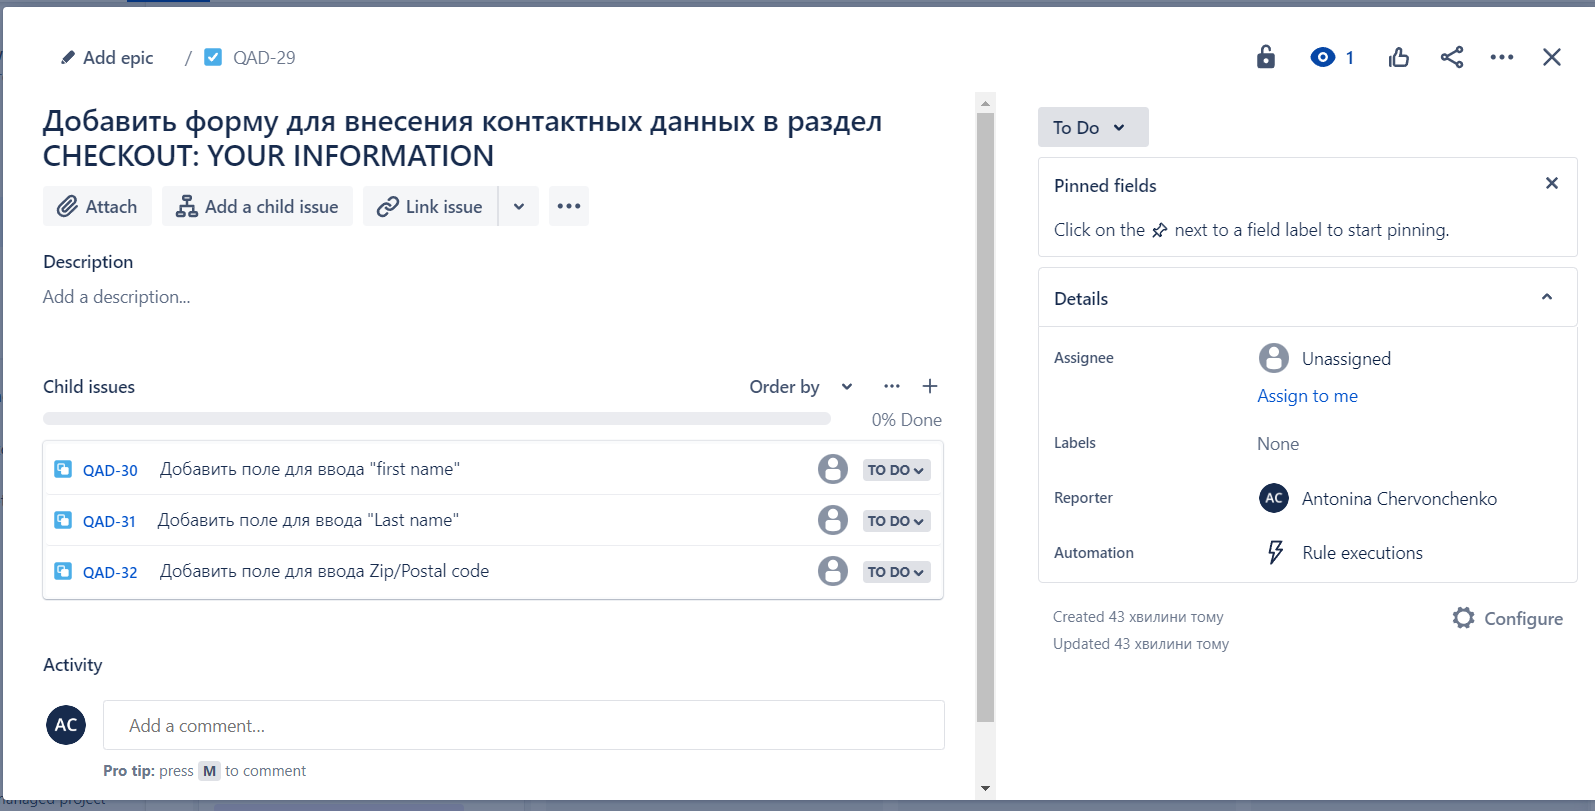 Add epic / QAD-29
1
Добавить форму для внесения контактных данных в раздел
CHECKOUT: YOUR INFORMATION
Attach Add a child issue Link issue
Description
Add a description...
Child issues Order by
0% Done
QAD-30 Добавить поле для ввода "first name" TO DO
QAD-31 Добавить поле для ввода "Last name" TO DO
QAD-32 Добавить поле для ввода Zip/Postal code TO DO
Activity
AC Add a comment...
Pro tip: press M to comment
To Do
Pinned fields
Click on the next to a field label to start pinning.
Details
Assignee Unassigned
Assign to me
Labels None
Reporter AC Antonina Chervonchenko
Automation Rule executions
Created 43 хвилини тому
Configure
Updated 43 хвилини тому